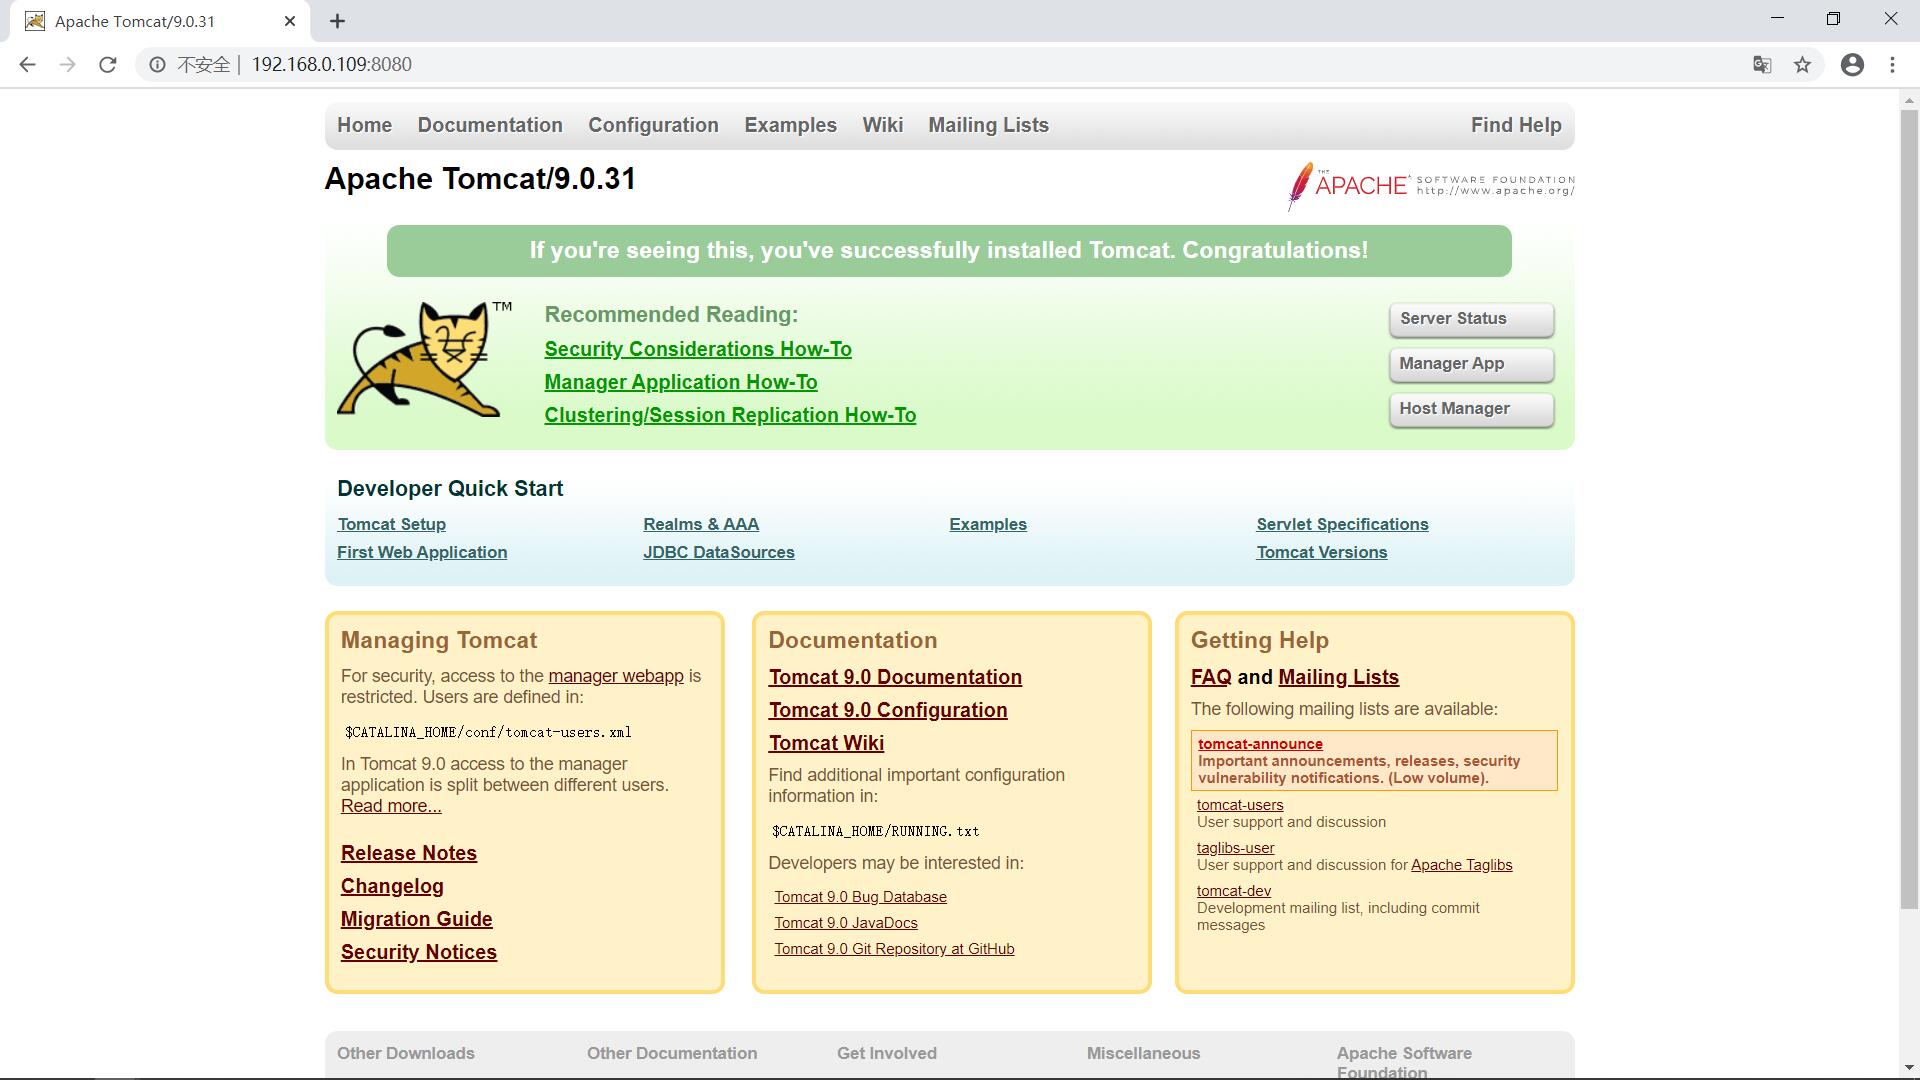 Apache Tomcat/9.0.31
不安全 | 192.168.0.109:8080
Home Documentation Configuration Examples Wiki Mailing Lists Find Help
Apache Tomcat/9.0.31
THE APACHE SOFTWARE FOUNDATION
http://www.apache.org/
If you're seeing this, you've successfully installed Tomcat. Congratulations!
TM
Recommended Reading:
Security Considerations How-To
Manager Application How-To
Clustering/Session Replication How-To
Server Status
Manager App
Host Manager
Developer Quick Start
Tomcat Setup
First Web Application
Realms & AAA
JDBC DataSources
Examples
Servlet Specifications
Tomcat Versions
Managing Tomcat
For security, access to the manager webapp is
restricted. Users are defined in:
$CATALINA_HOME/conf/tomcat-users.xml
In Tomcat 9.0 access to the manager
application is split between different users.
Read more...
Release Notes
Changelog
Migration Guide
Security Notices
Documentation
Tomcat 9.0 Documentation
Tomcat 9.0 Configuration
Tomcat Wiki
Find additional important configuration
information in:
$CATALINA_HOME/RUNNING.txt
Developers may be interested in:
Tomcat 9.0 Bug Database
Tomcat 9.0 JavaDocs
Tomcat 9.0 Git Repository at GitHub
Getting Help
FAQ and Mailing Lists
The following mailing lists are available:
tomcat-announce
Important announcements, releases, security
vulnerability notifications. (Low volume).
tomcat-users
User support and discussion
taglibs-user
User support and discussion for Apache Taglibs
tomcat-dev
Development mailing list, including commit
messages
Other Downloads
Other Documentation
Get Involved
Miscellaneous
Apache Software
Foundation